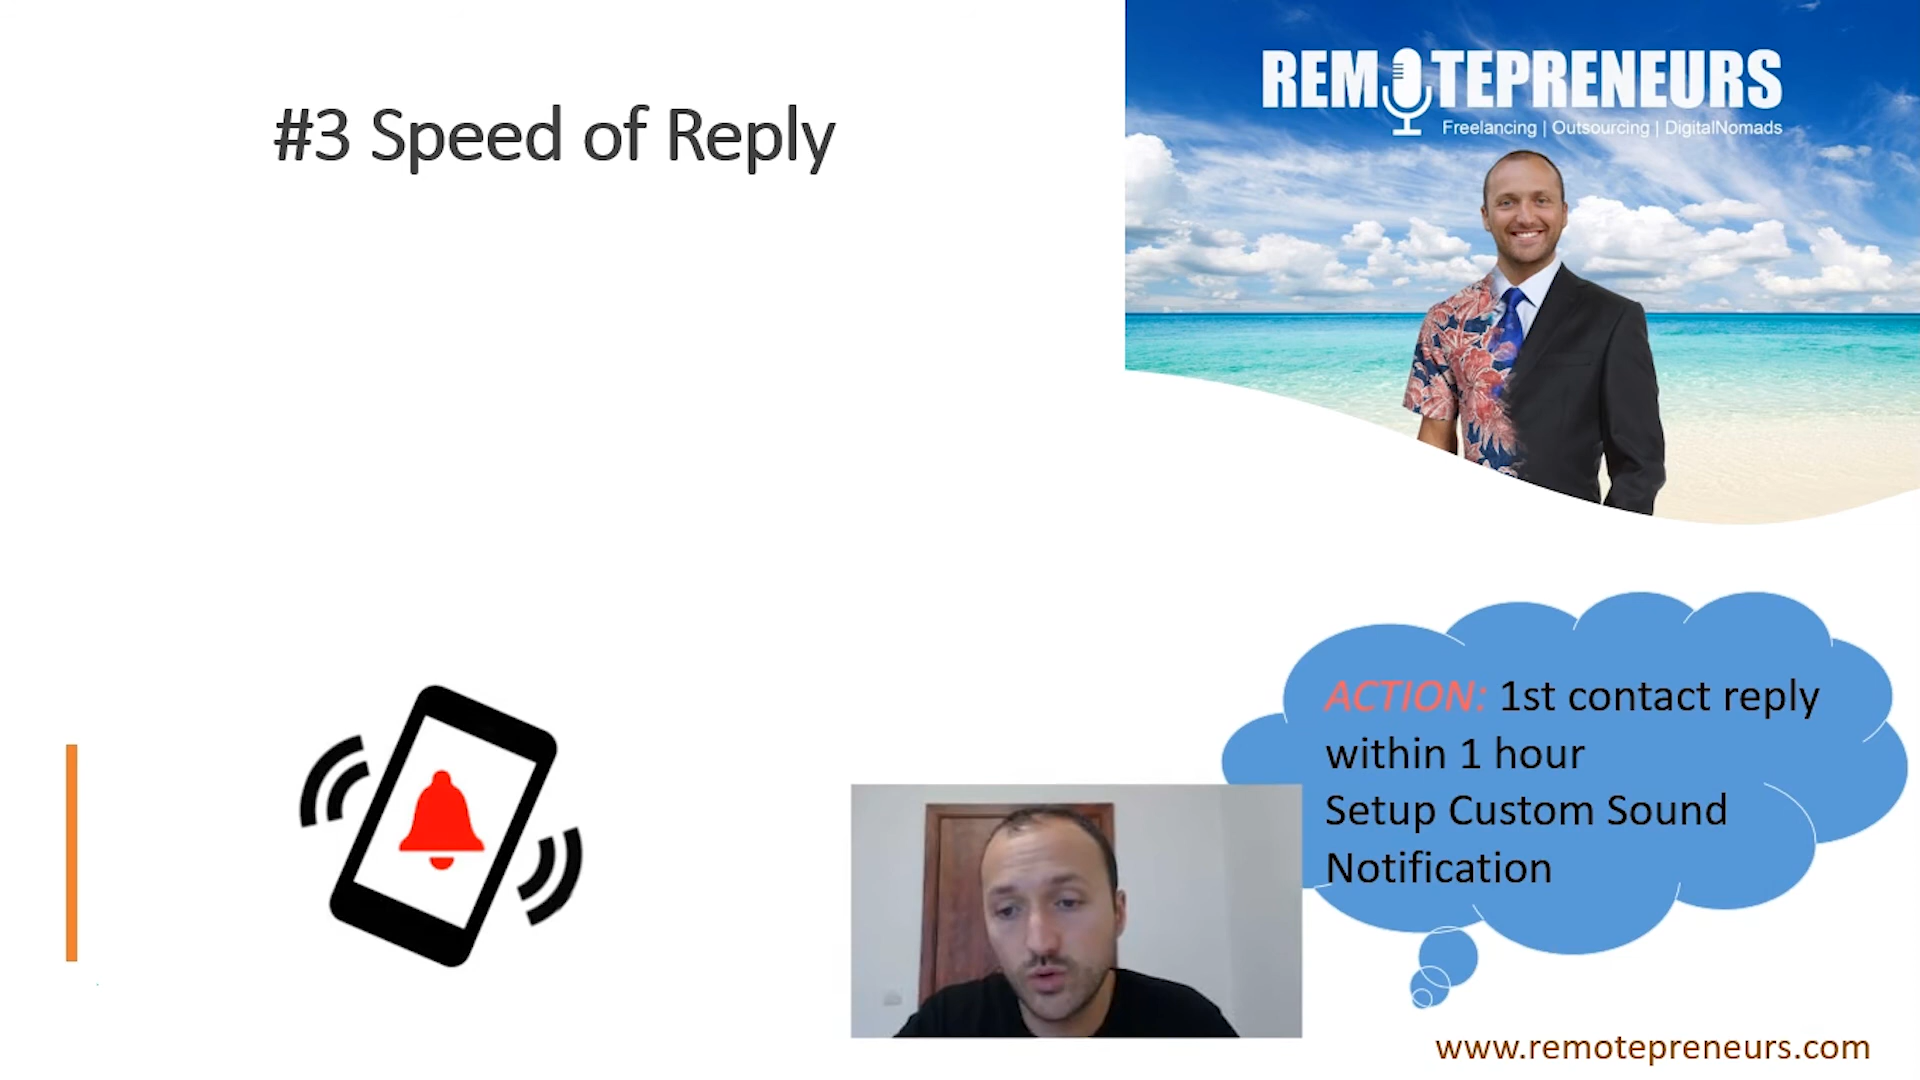 #3 Speed of Reply
REMOTEPRENEURS
Freelancing | Outsourcing | DigitalNomads
ACTION: 1st contact reply
within 1 hour
Setup Custom Sound
Notification
www.remotepreneurs.com